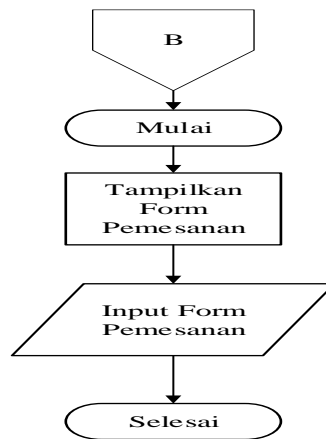 B
Mulai
Tampilkan
Form
Pemesanan
Input Form
Pemesanan
Selesai